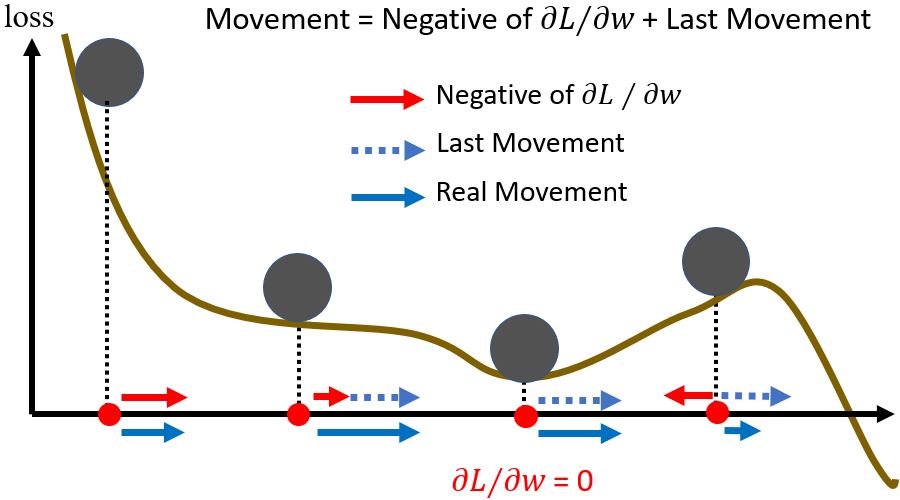 loss
Movement = Negative of ∂L/∂w + Last Movement
Negative of ∂L / ∂w
Last Movement
Real Movement
∂L/∂w = 0